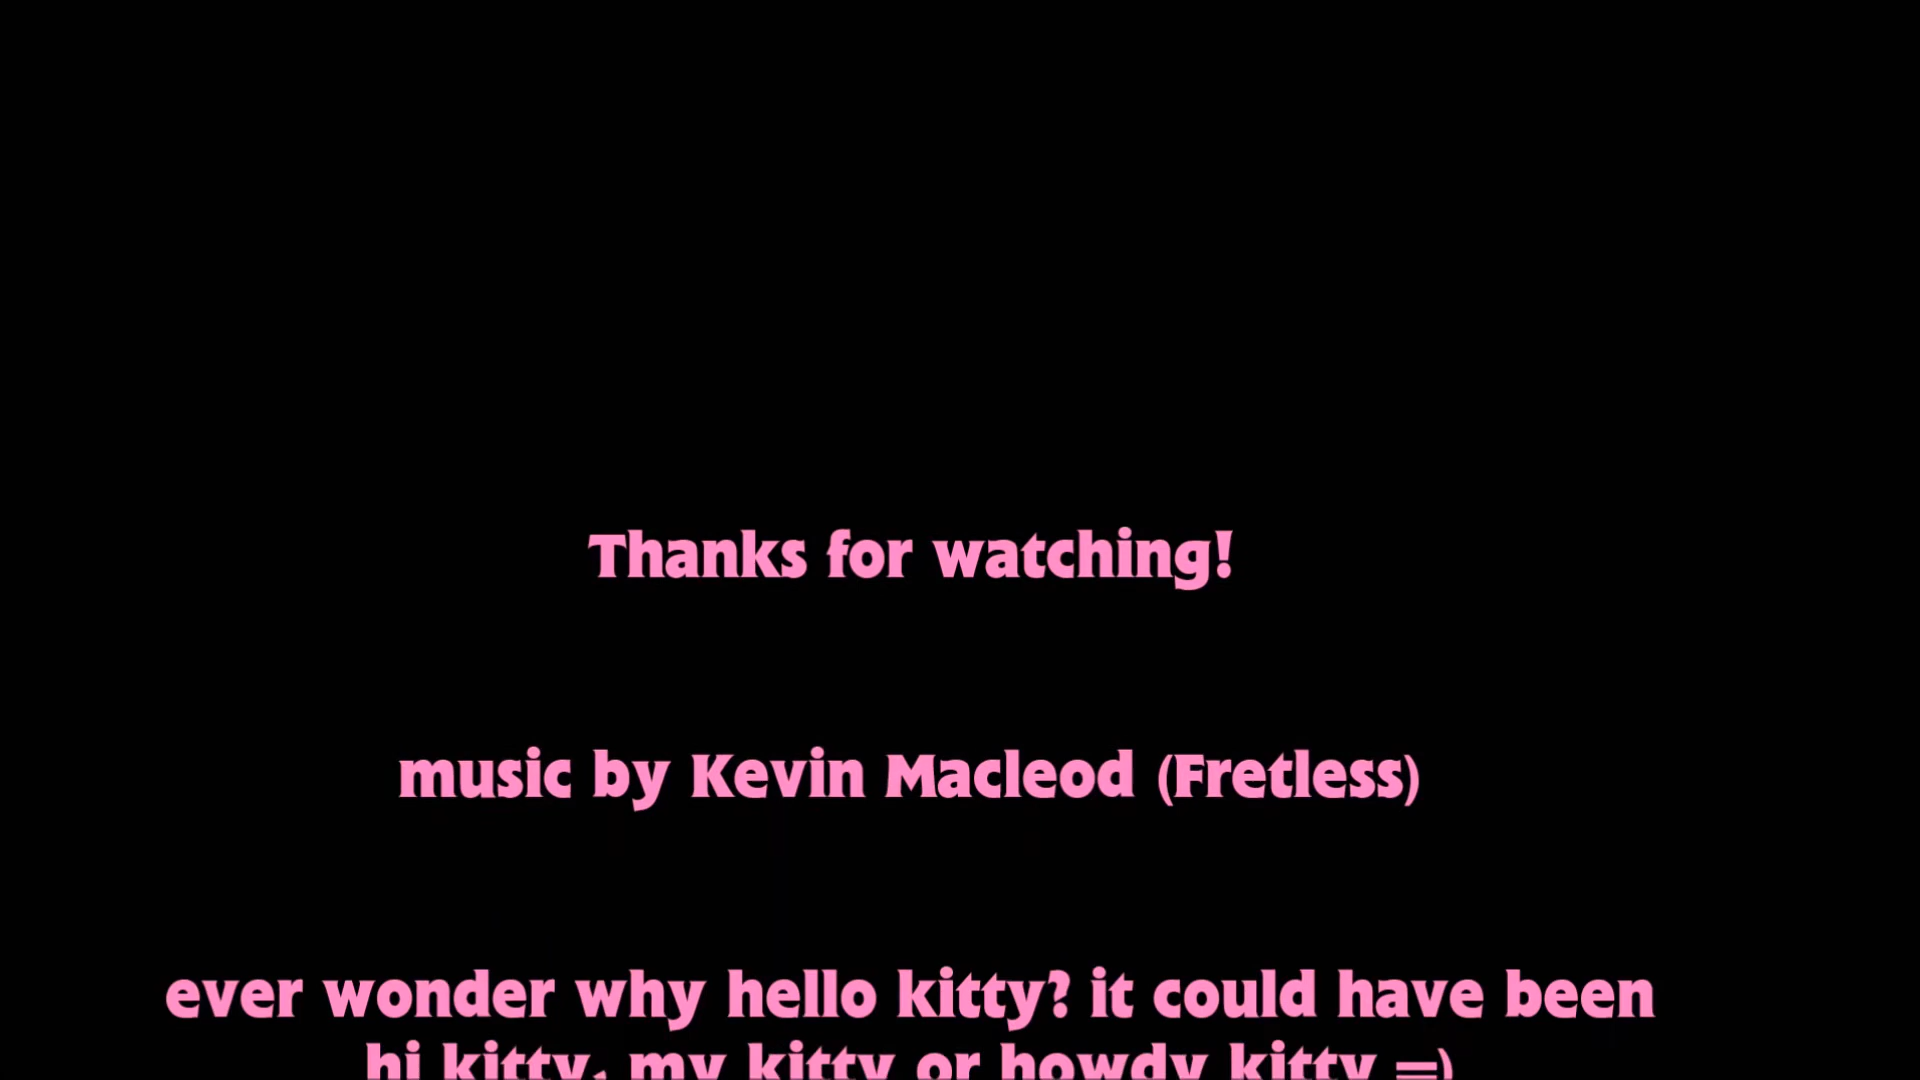 Thanks for watching!
music by Kevin Macleod (Fretless)
ever wonder why hello kitty? it could have been
hi kitty, my kitty or howdy kitty =)